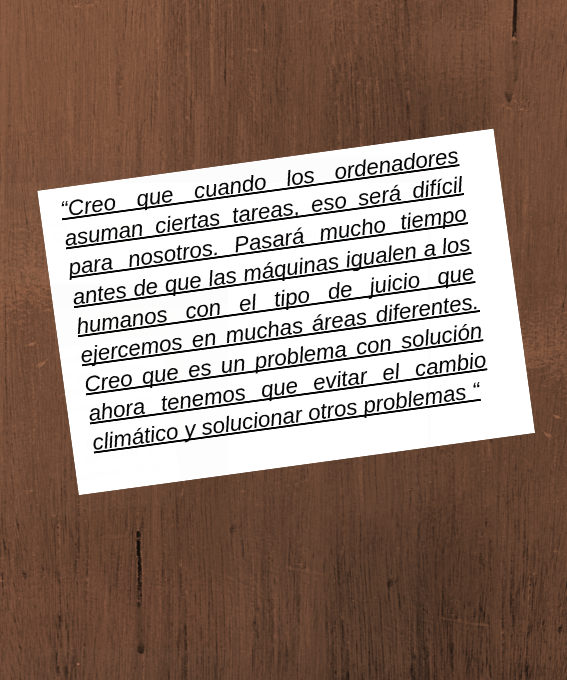 “Creo que cuando los ordenadores
asuman ciertas tareas, eso será difícil
para nosotros. Pasará mucho tiempo
antes de que las máquinas igualen a los
humanos con el tipo de juicio que
ejercemos en muchas áreas diferentes.
Creo que es un problema con solución
ahora tenemos que evitar el cambio
climático y solucionar otros problemas “